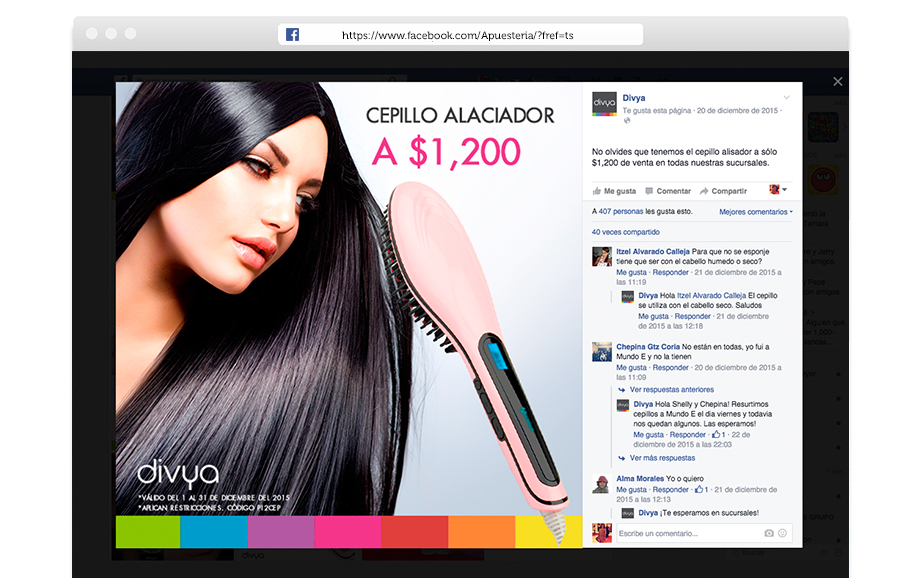 https://www.facebook.com/Apuesteria/?fref=ts
CEPILLO ALACIADOR
A $1,200
divya
*VÁLIDO DEL 1 AL 31 DE DICIEMBRE DEL 2015
*APLICAN RESTRICCIONES. CÓDIGO P12CEP
divya
Divya
Te gusta esta página · 20 de diciembre de 2015 ·
No olvides que tenemos el cepillo alisador a sólo
$1,200 de venta en todas nuestras sucursales.
Me gusta Comentar Compartir
A 407 personas les gusta esto. Mejores comentarios
40 veces compartido
Itzel Alvarado Calleja Para que no se esponje
tiene que ser con el cabello humedo o seco?
Me gusta · Responder · 21 de diciembre de 2015 a
las 11:19
Divya Hola Itzel Alvarado Calleja El cepillo
se utiliza con el cabello seco. Saludos
Me gusta · Responder · 21 de diciembre
de 2015 a las 12:18
Chepina Gtz Coria No están en todas, yo fui a
Mundo E y no la tienen
Me gusta · Responder · 20 de diciembre de 2015 a
las 11:09
Ver respuestas anteriores
Divya Hola Shelly y Chepina! Resurtimos
cepillos a Mundo E el dia viernes y todavia
nos quedan algunos. Las esperamos!
Me gusta · Responder · 1 · 22 de
diciembre de 2015 a las 22:03
Ver más respuestas
Alma Morales Yo o quiero
Me gusta · Responder · 1 · 21 de diciembre de
2015 a las 12:13
Divya ¡Te esperamos en sucursales!
Escribe un comentario...